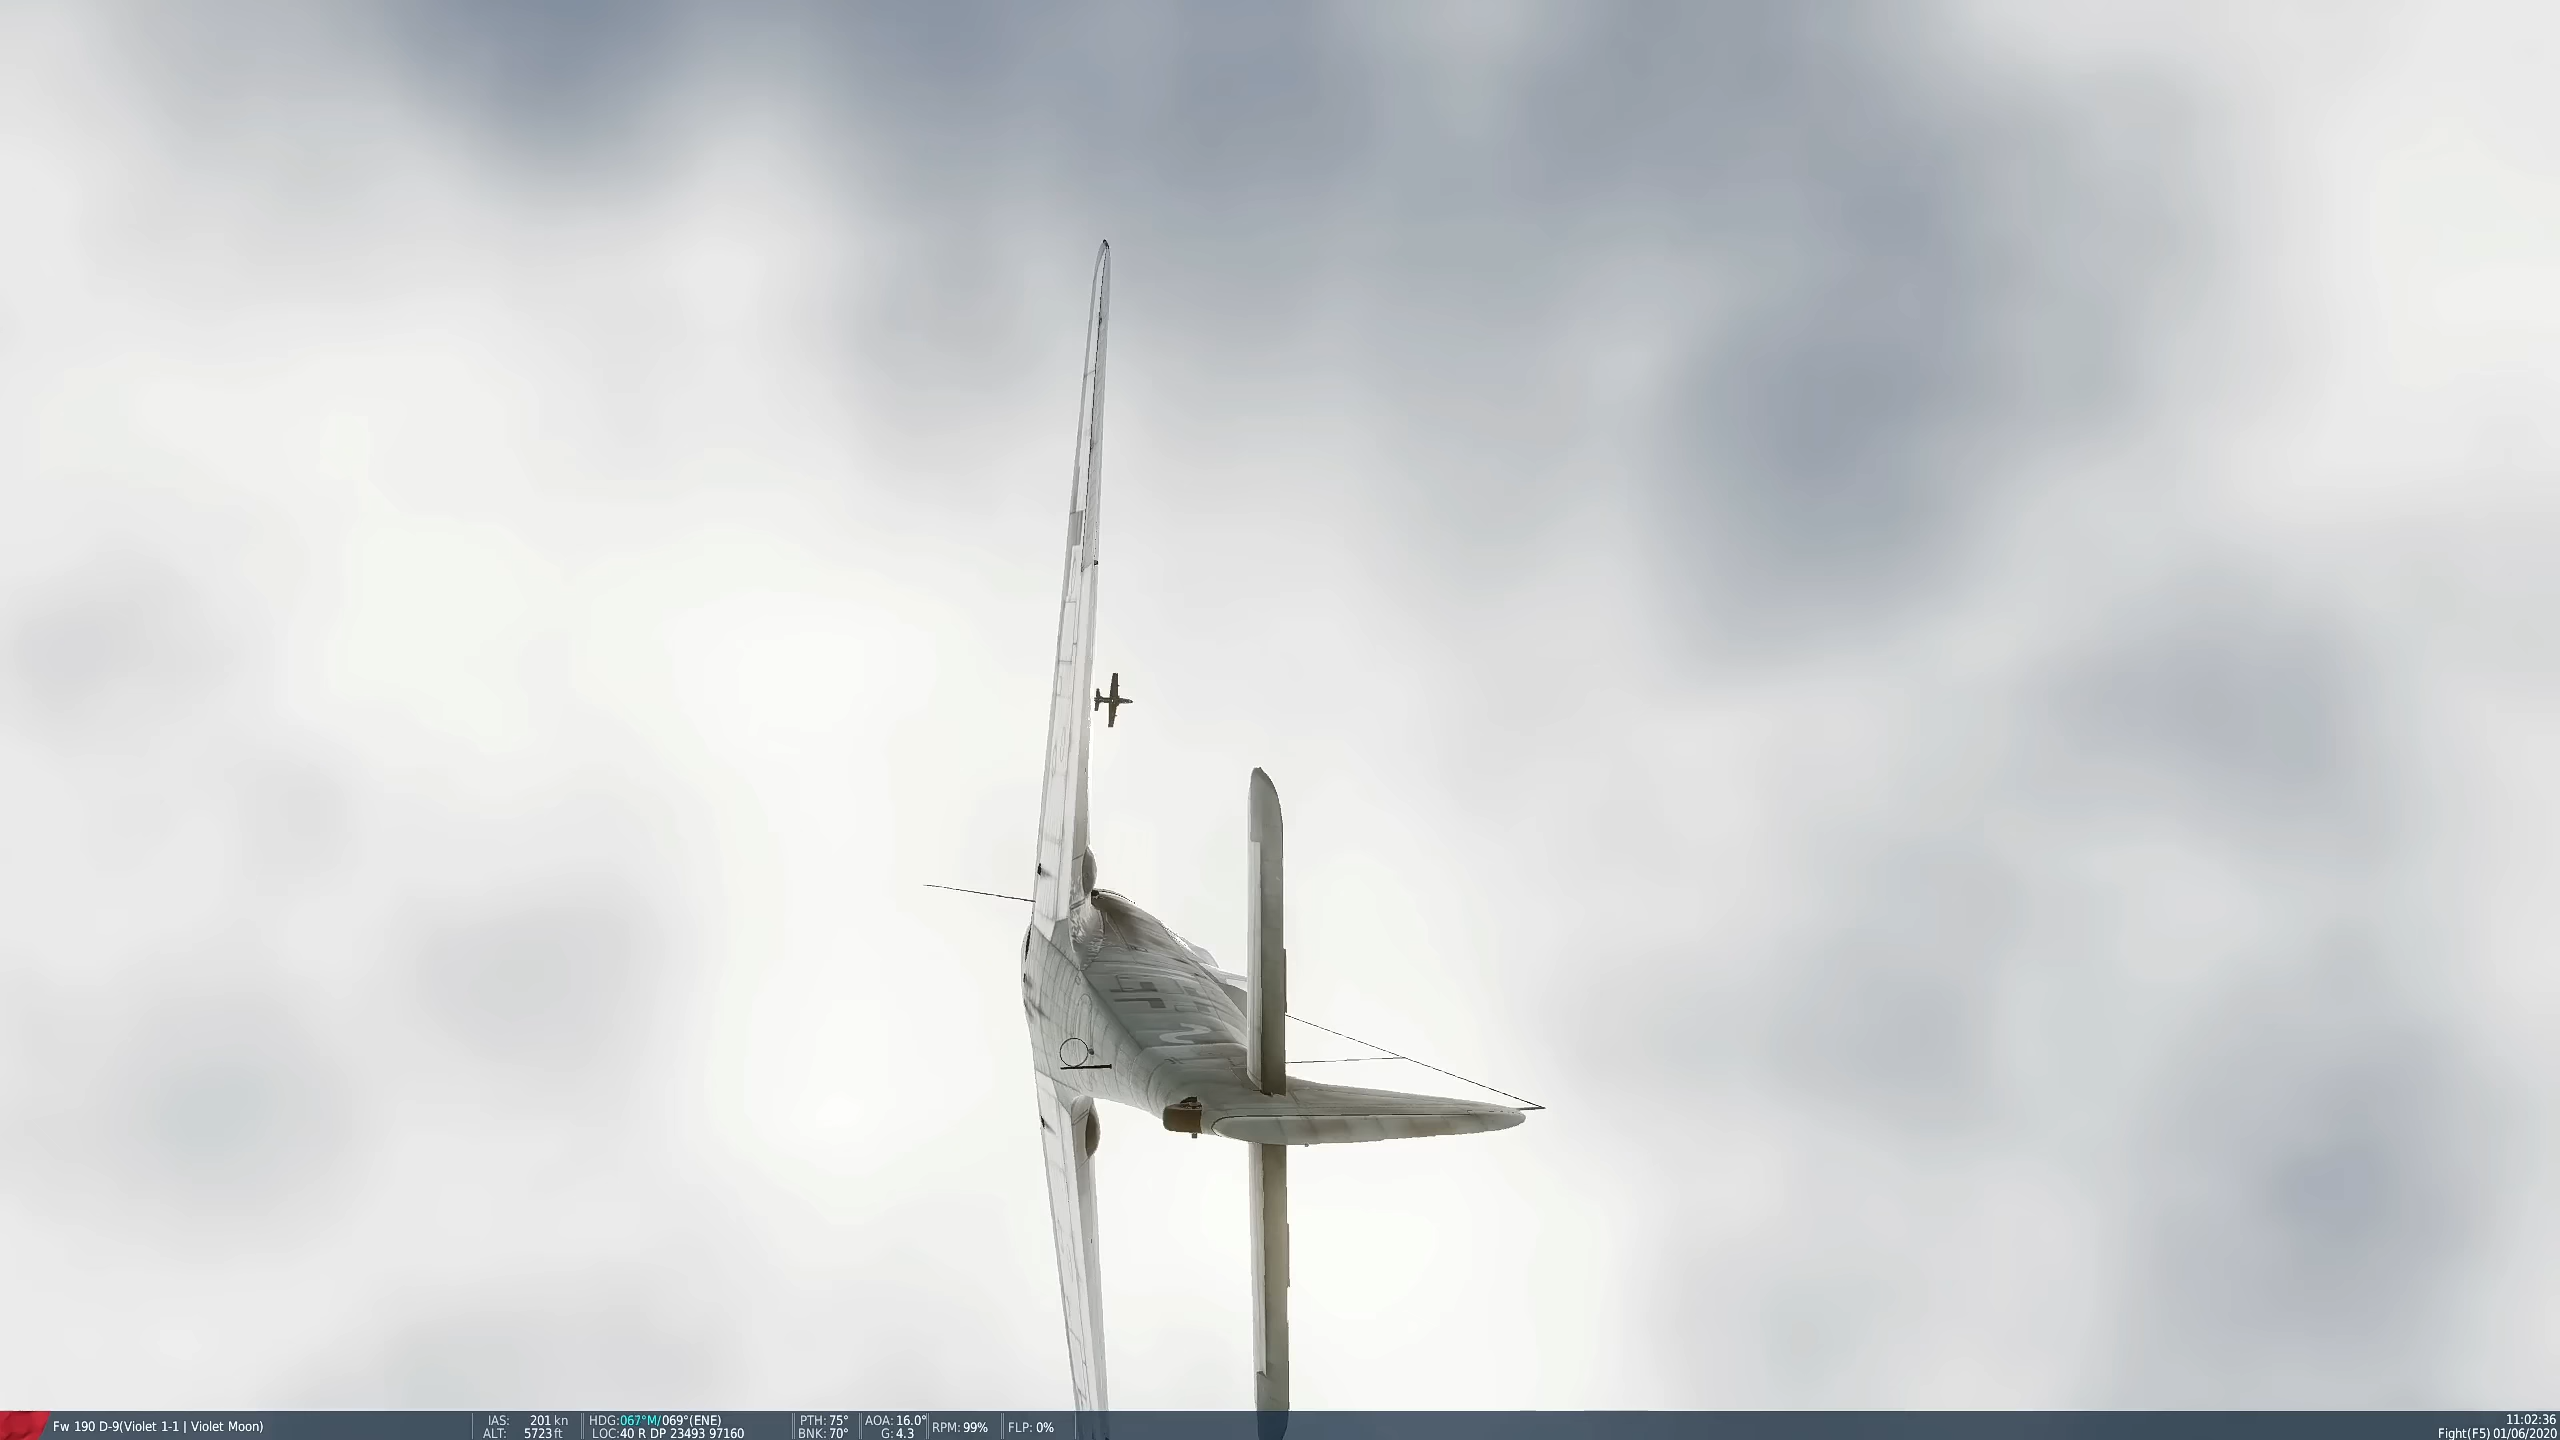 Fw 190 D-9(Violet 1-1 | Violet Moon)
IAS: 201 kn
ALT: 5723 ft
HDG:067°M/069°(ENE)
LOC:40 R DP 23493 97160
PTH: 75°
BNK: 70°
AOA: 16.0°
G: 4.3
RPM: 99%
FLP: 0%
11:02:36
Fight(F5) 01/06/2020